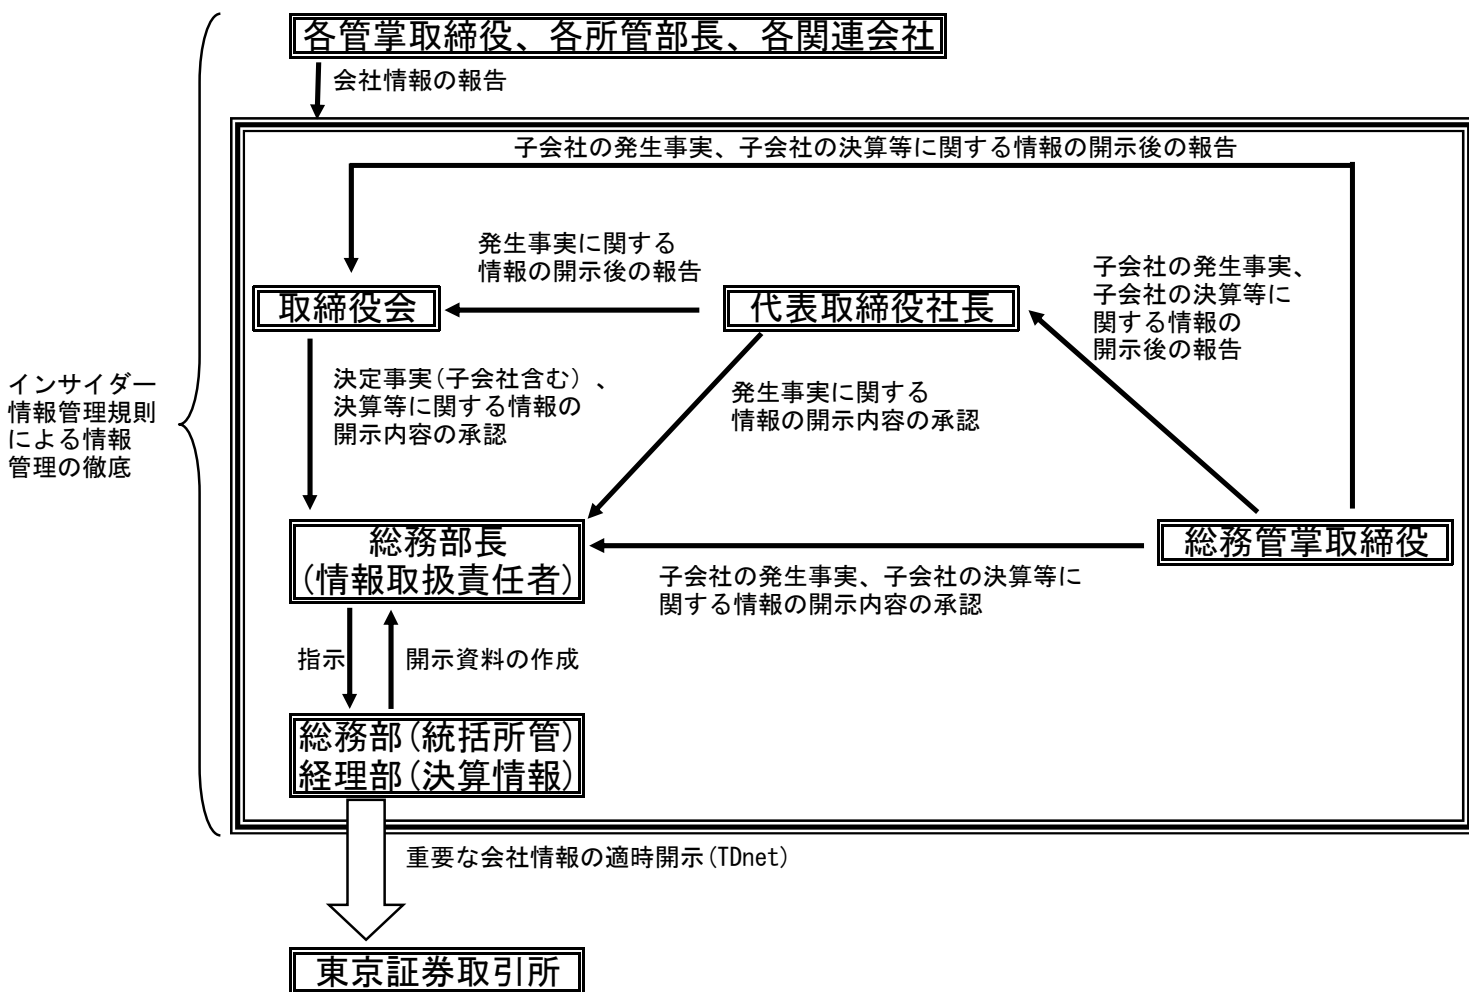 各管掌取締役、各所管部長、各関連会社
会社情報の報告
子会社の発生事実、子会社の決算等に関する情報の開示後の報告
発生事実に関する
情報の開示後の報告
子会社の発生事実、
子会社の決算等に
関する情報の
開示後の報告
取締役会
代表取締役社長
インサイダー
情報管理規則
による情報
管理の徹底
決定事実(子会社含む)、
決算等に関する情報の
開示内容の承認
発生事実に関する
情報の開示内容の承認
総務部長
(情報取扱責任者)
総務管掌取締役
子会社の発生事実、子会社の決算等に
関する情報の開示内容の承認
指示
開示資料の作成
総務部(統括所管)
経理部(決算情報)
重要な会社情報の適時開示(TDnet)
東京証券取引所